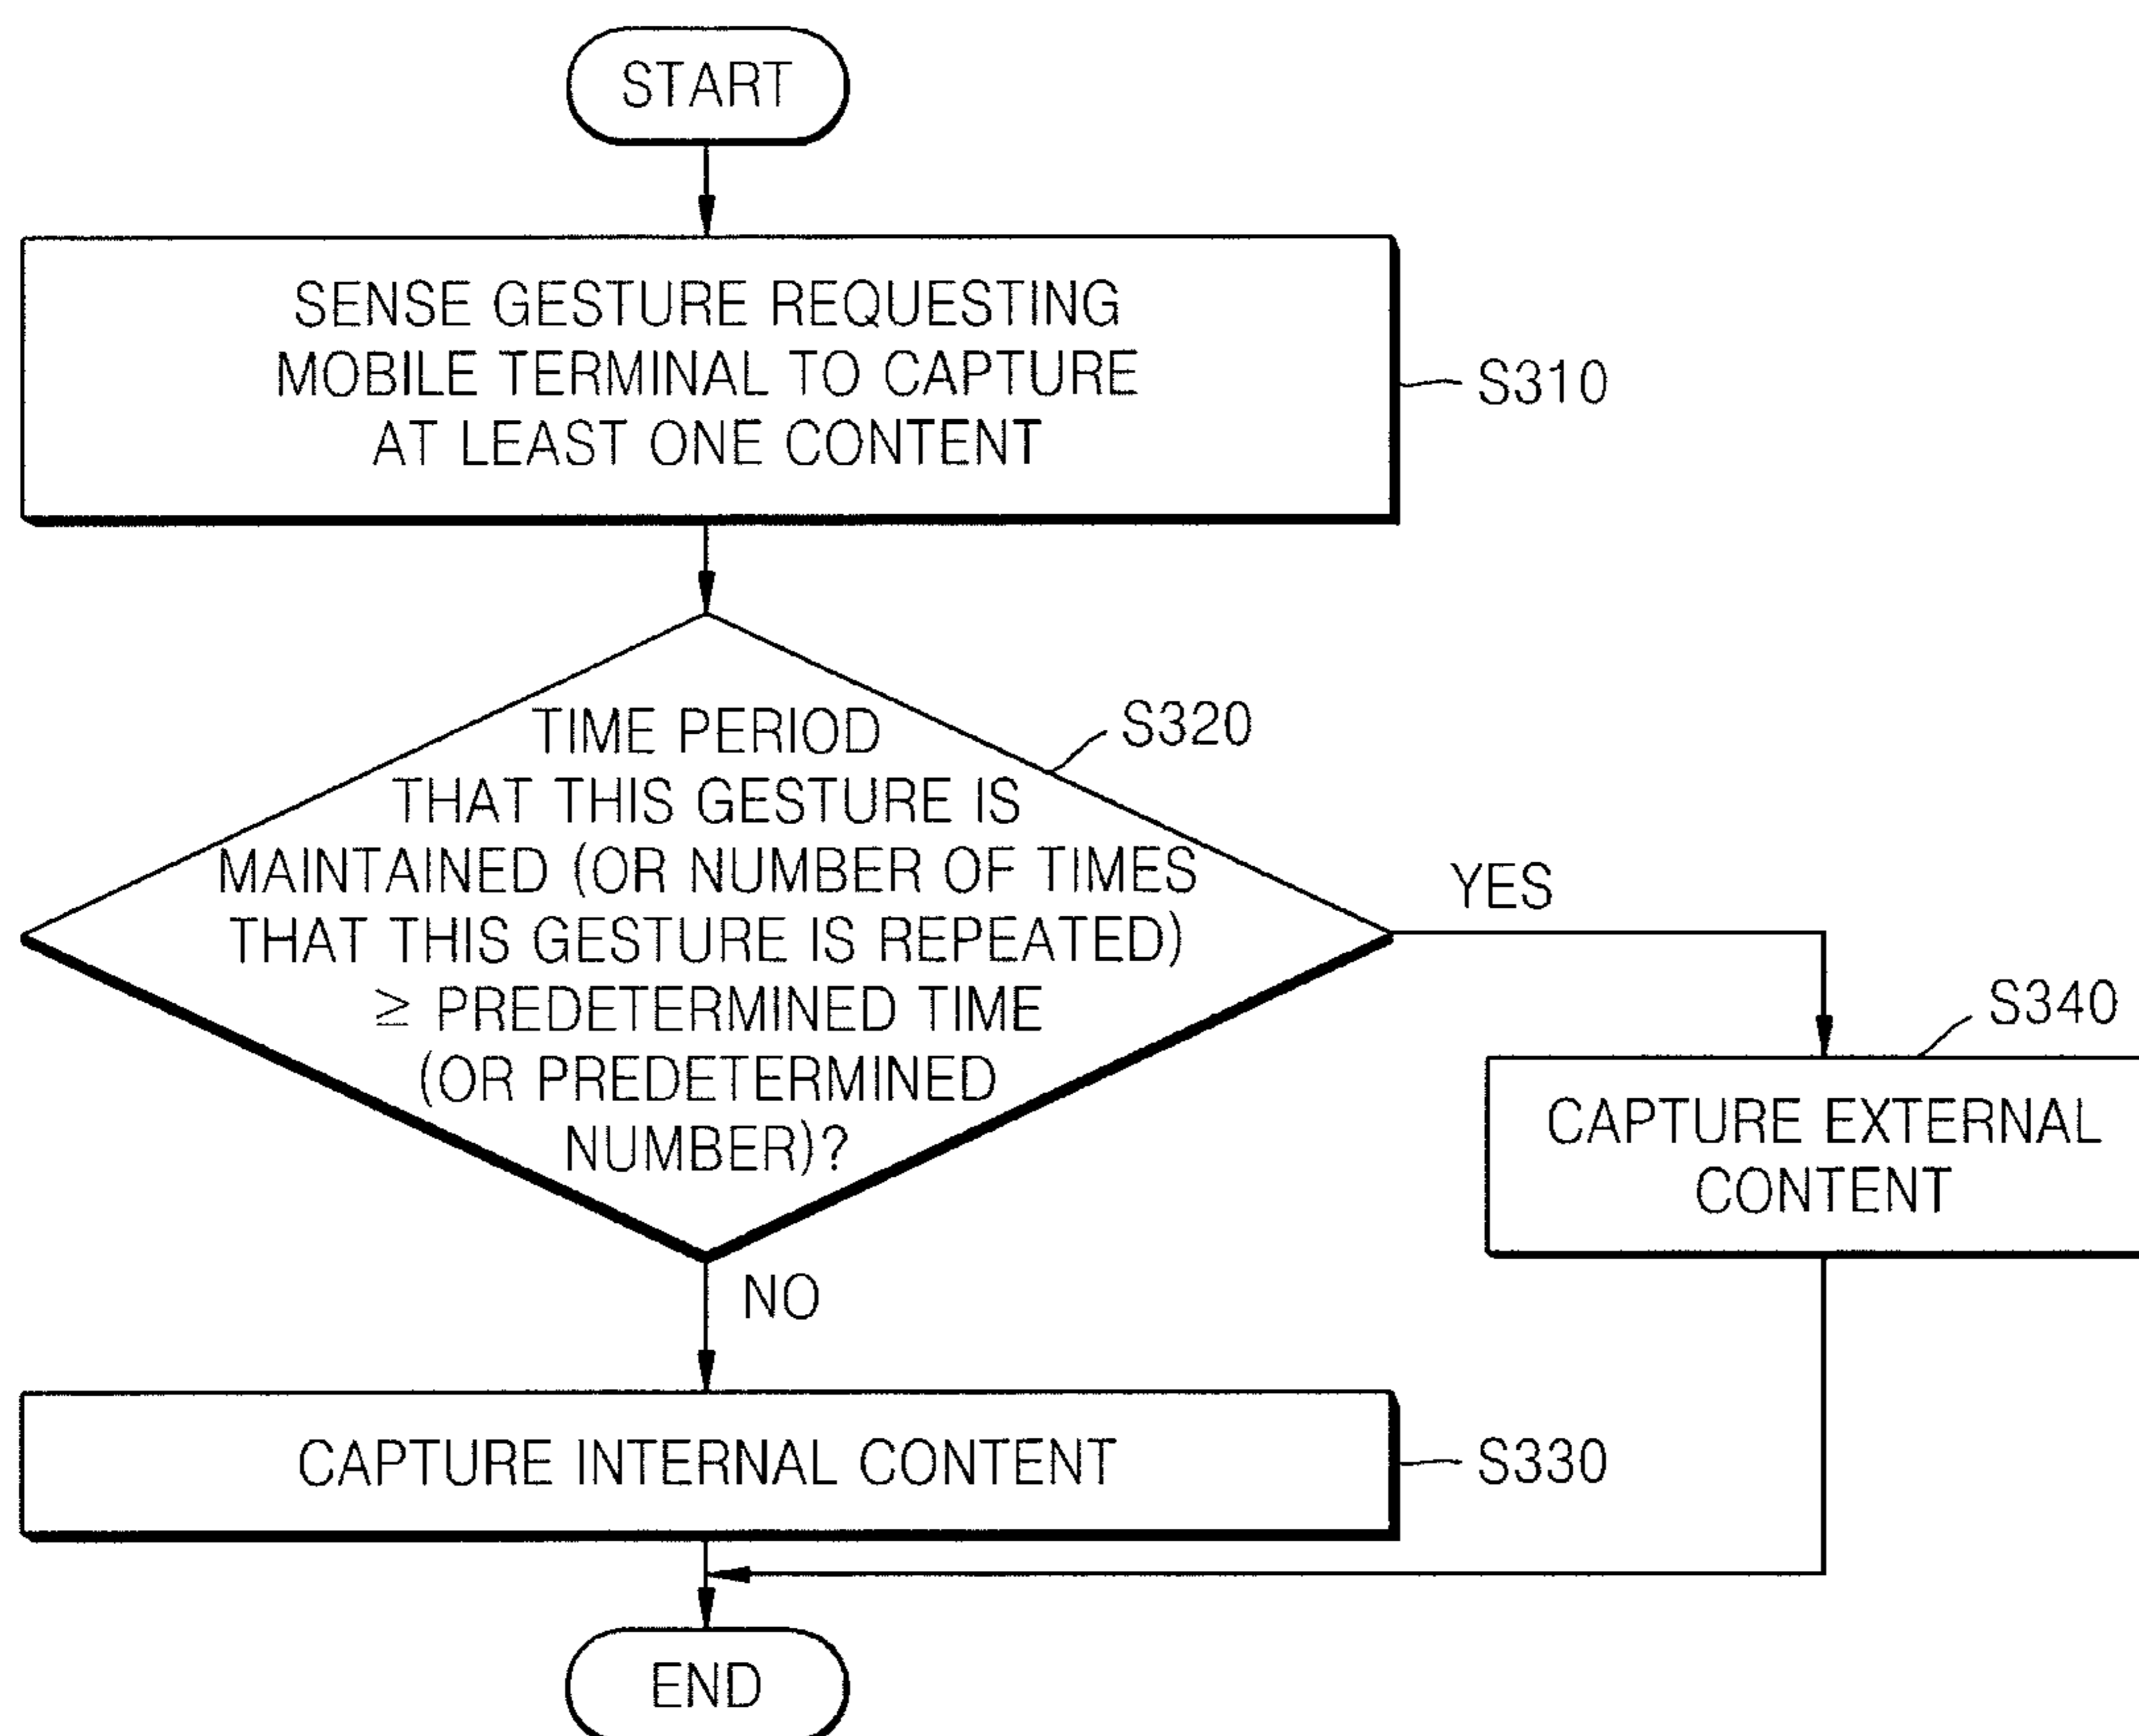 START
SENSE GESTURE REQUESTING
MOBILE TERMINAL TO CAPTURE
AT LEAST ONE CONTENT
S310
TIME PERIOD
THAT THIS GESTURE IS
MAINTAINED (OR NUMBER OF TIMES
THAT THIS GESTURE IS REPEATED)
≥ PREDETERMINED TIME
(OR PREDETERMINED
NUMBER)?
S320
YES
S340
CAPTURE EXTERNAL
CONTENT
NO
CAPTURE INTERNAL CONTENT
S330
END